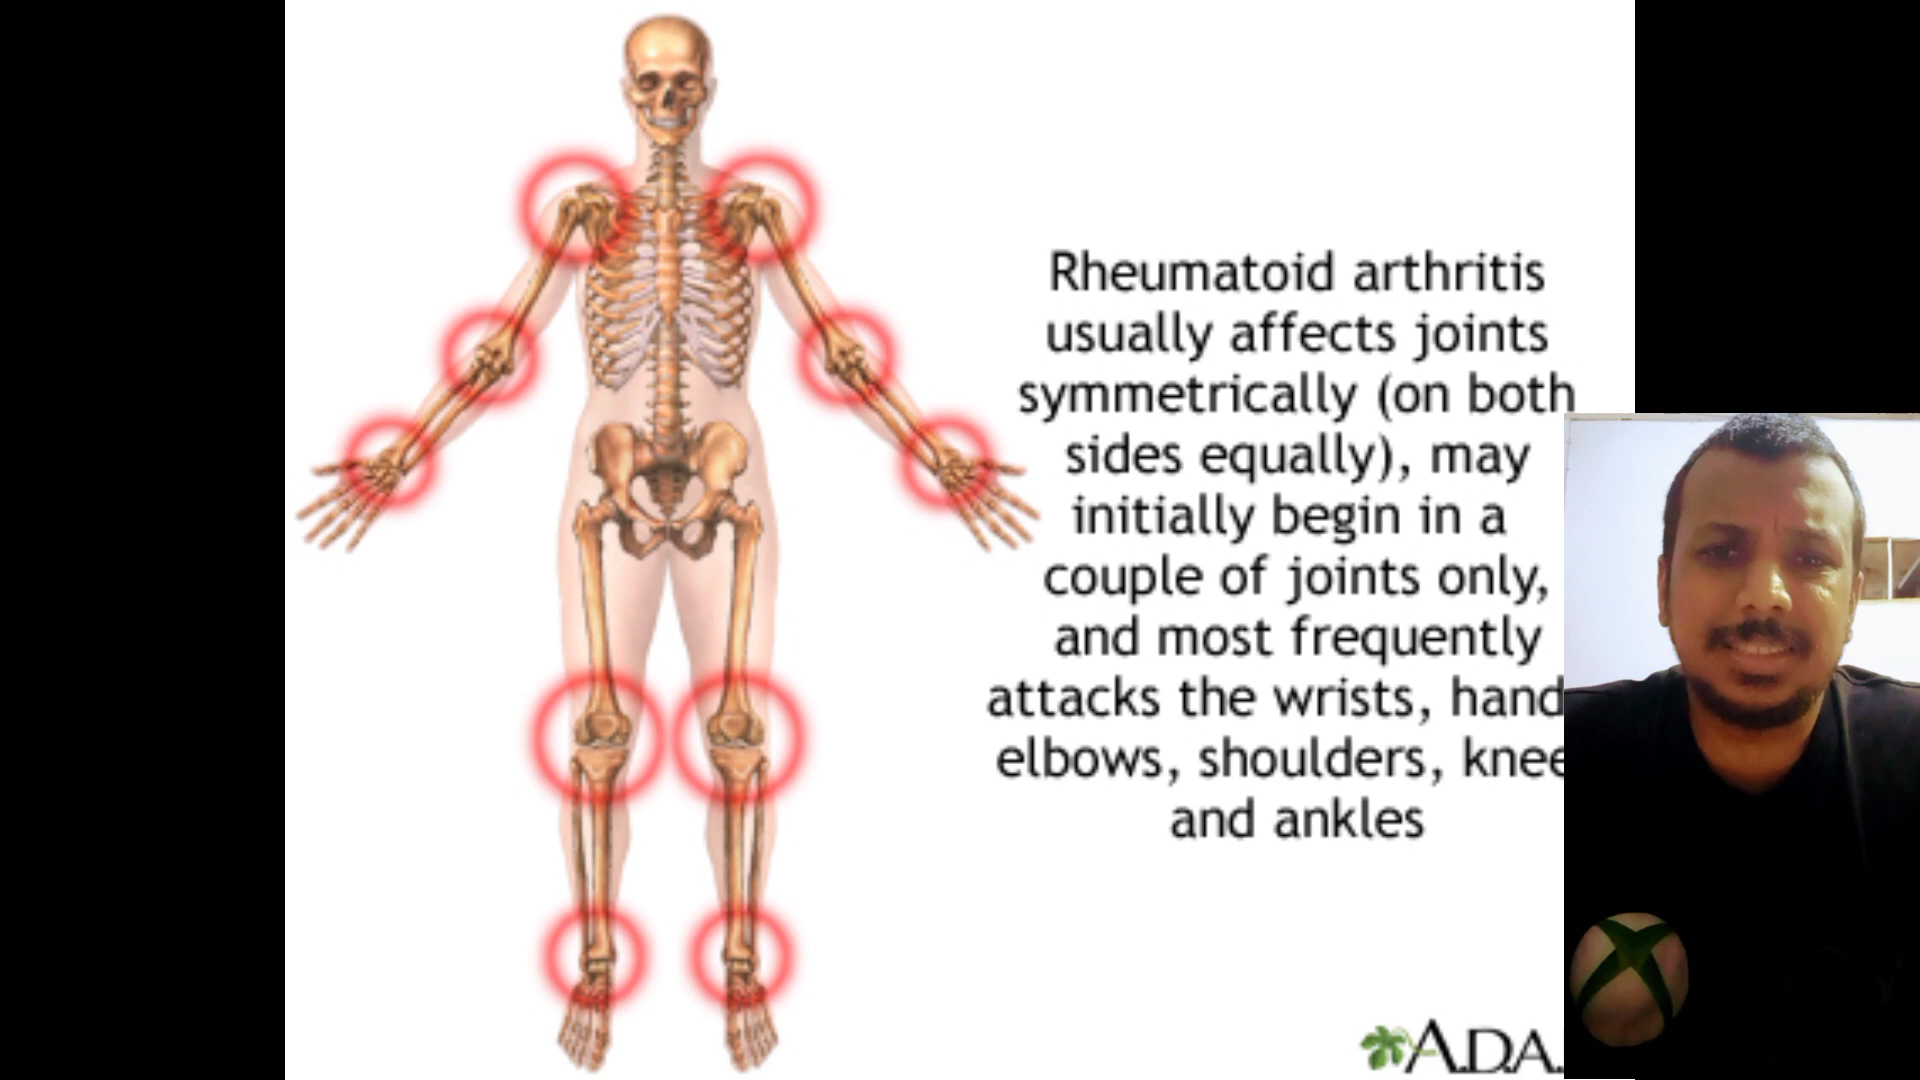 Rheumatoid arthritis
usually affects joints
symmetrically (on both
sides equally), may
initially begin in a
couple of joints only,
and most frequently
attacks the wrists, hand
elbows, shoulders, knee
and ankles
A.D.A.